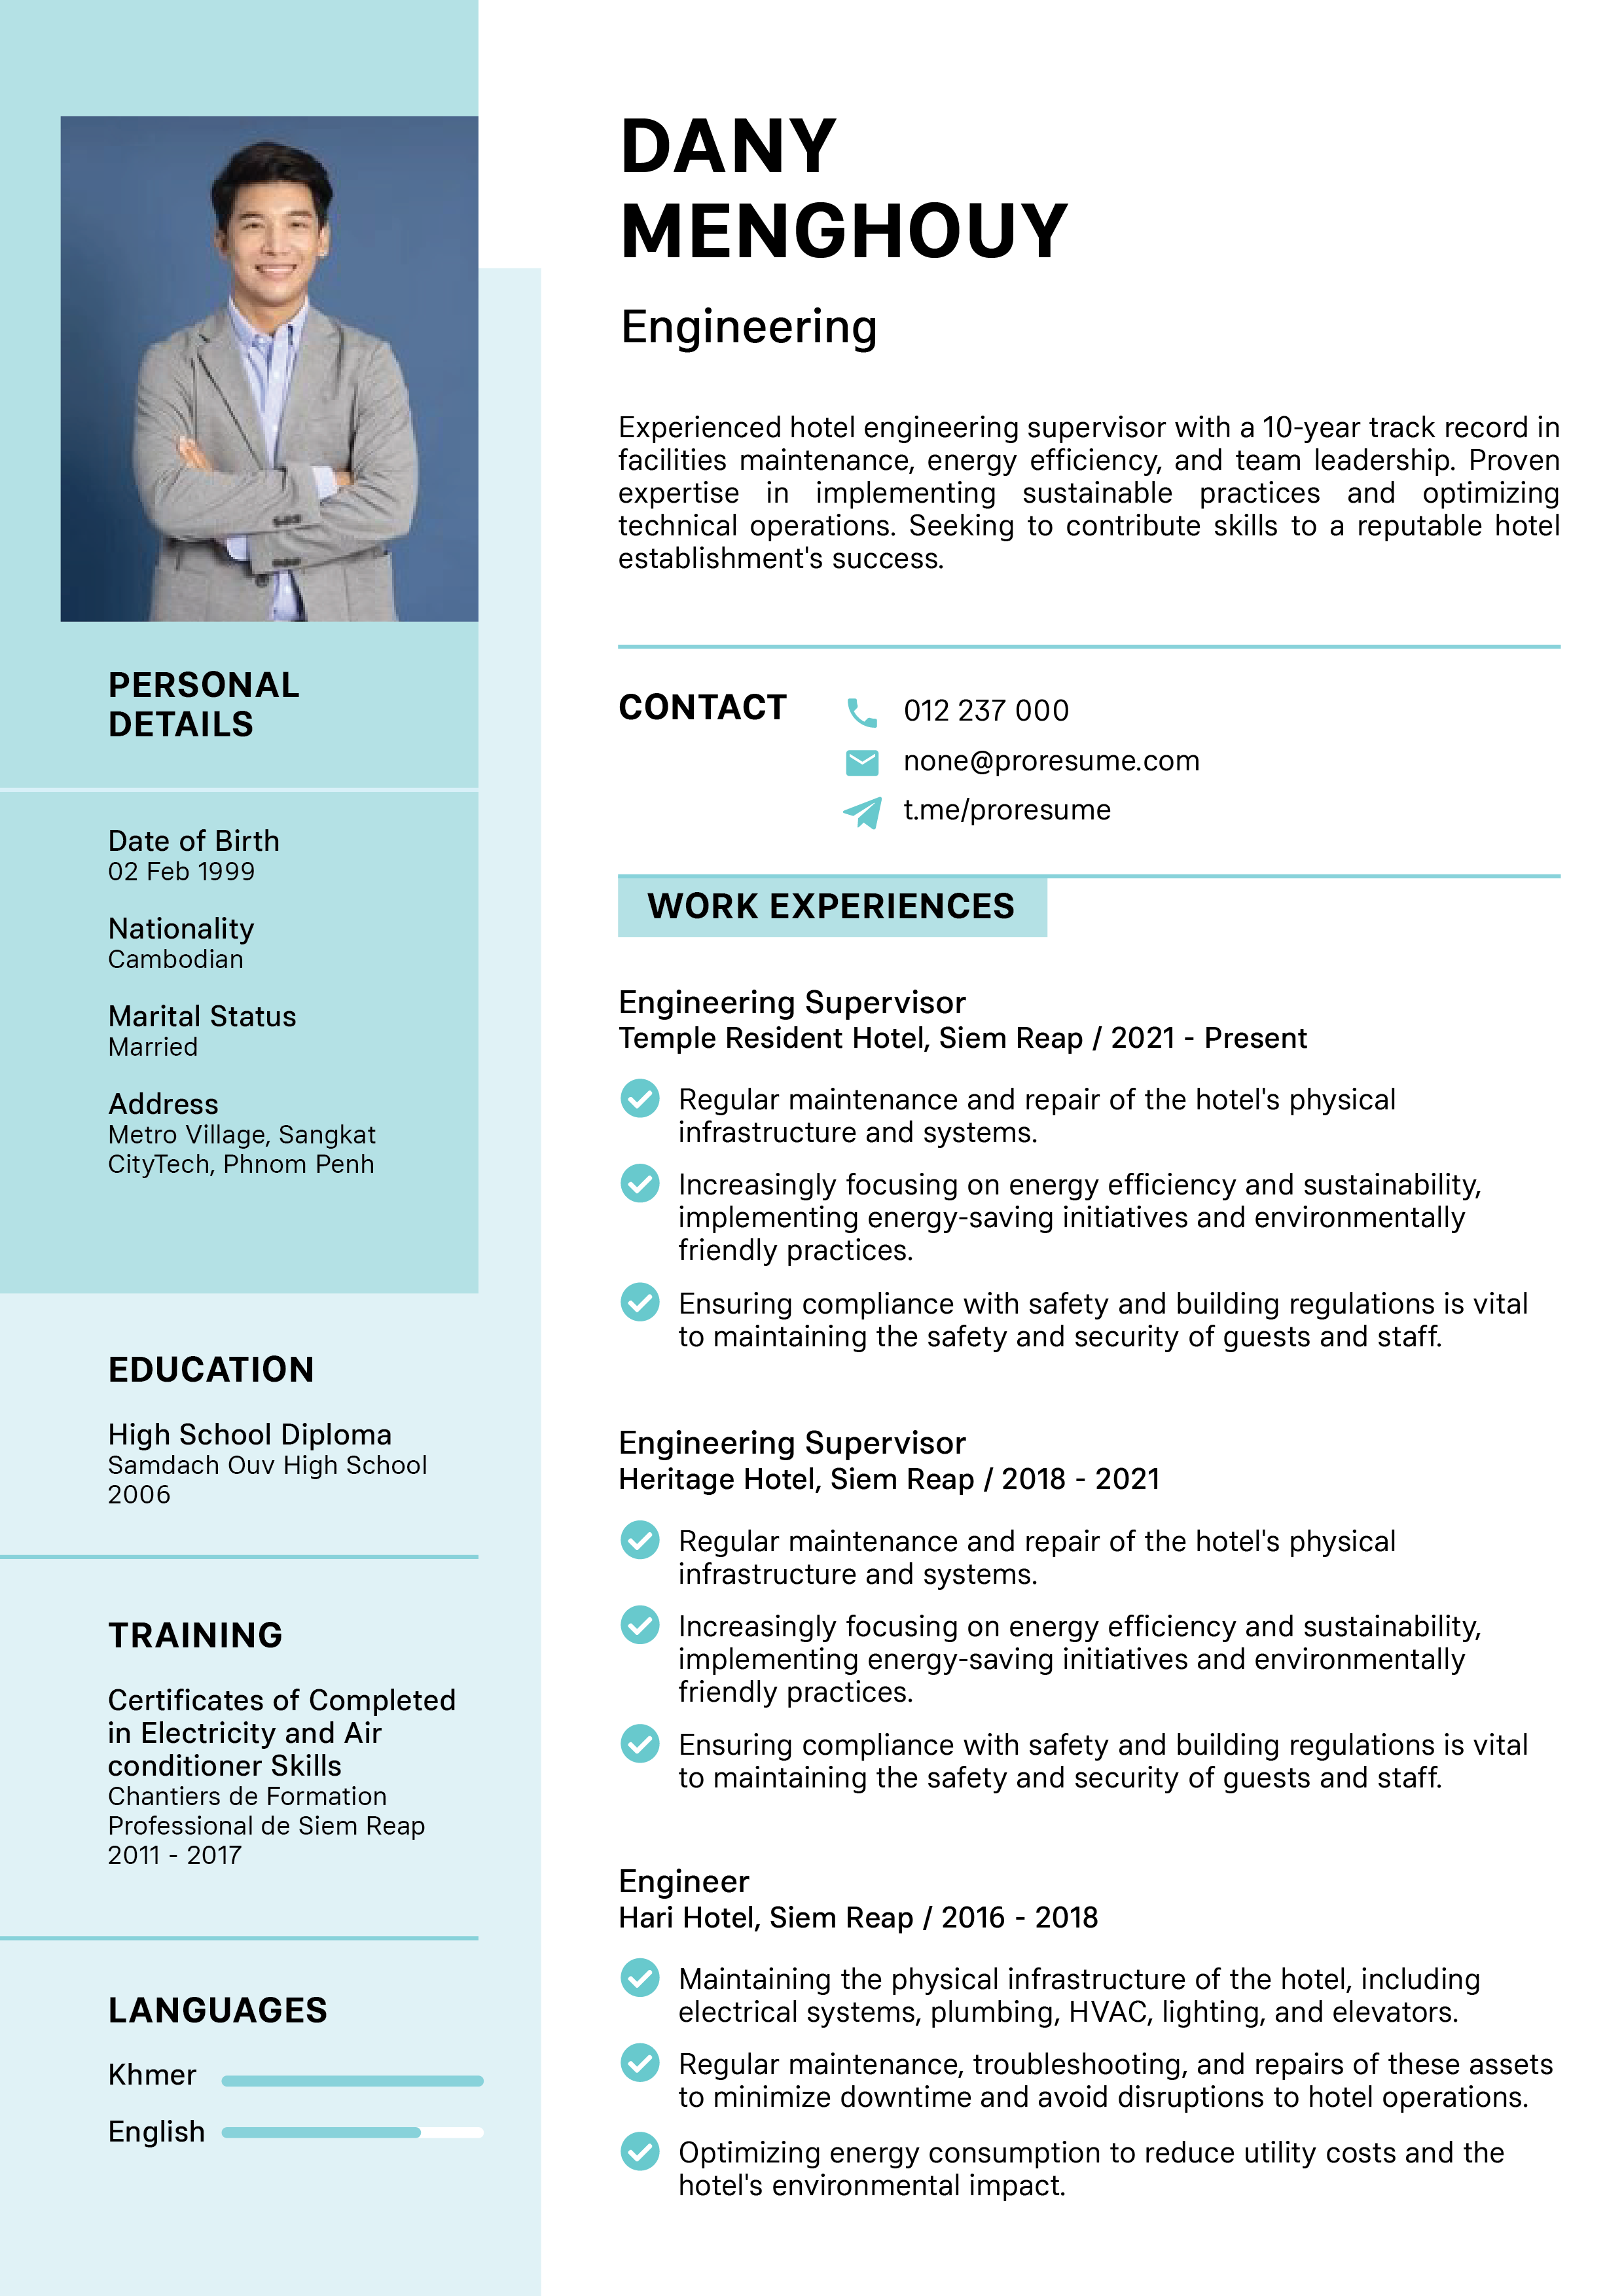 DANY
MENGHOUY
Engineering
Experienced hotel engineering supervisor with a 10-year track record in
facilities maintenance, energy efficiency, and team leadership. Proven
expertise in implementing sustainable practices and optimizing
technical operations. Seeking to contribute skills to a reputable hotel
establishment's success.
CONTACT
012 237 000
none@proresume.com
t.me/proresume
PERSONAL
DETAILS
Date of Birth
02 Feb 1999
Nationality
Cambodian
Marital Status
Married
Address
Metro Village, Sangkat
CityTech, Phnom Penh
EDUCATION
High School Diploma
Samdach Ouv High School
2006
TRAINING
Certificates of Completed
in Electricity and Air
conditioner Skills
Chantiers de Formation
Professional de Siem Reap
2011 - 2017
LANGUAGES
Khmer
English
WORK EXPERIENCES
Engineering Supervisor
Temple Resident Hotel, Siem Reap / 2021 - Present
Regular maintenance and repair of the hotel's physical
infrastructure and systems.
Increasingly focusing on energy efficiency and sustainability,
implementing energy-saving initiatives and environmentally
friendly practices.
Ensuring compliance with safety and building regulations is vital
to maintaining the safety and security of guests and staff.
Engineering Supervisor
Heritage Hotel, Siem Reap / 2018 - 2021
Regular maintenance and repair of the hotel's physical
infrastructure and systems.
Increasingly focusing on energy efficiency and sustainability,
implementing energy-saving initiatives and environmentally
friendly practices.
Ensuring compliance with safety and building regulations is vital
to maintaining the safety and security of guests and staff.
Engineer
Hari Hotel, Siem Reap / 2016 - 2018
Maintaining the physical infrastructure of the hotel, including
electrical systems, plumbing, HVAC, lighting, and elevators.
Regular maintenance, troubleshooting, and repairs of these assets
to minimize downtime and avoid disruptions to hotel operations.
Optimizing energy consumption to reduce utility costs and the
hotel's environmental impact.